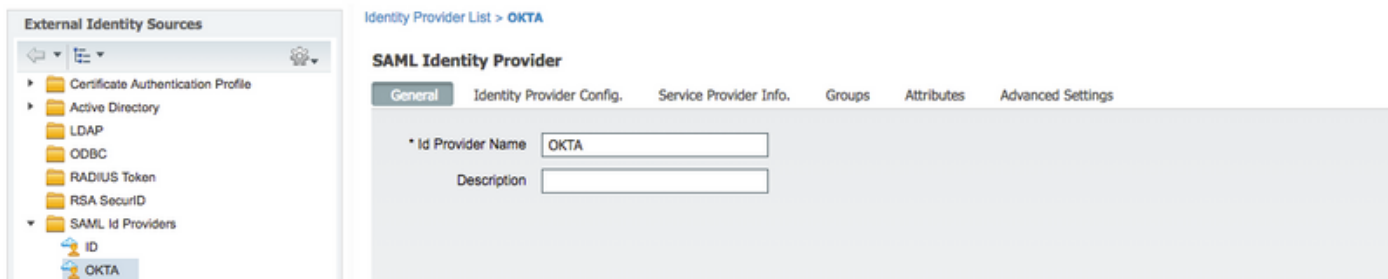 External Identity Sources
Certificate Authentication Profile
Active Directory
LDAP
ODBC
RADIUS Token
RSA SecurID
SAML Id Providers
ID
OKTA
Identity Provider List > OKTA
SAML Identity Provider
General Identity Provider Config. Service Provider Info. Groups Attributes Advanced Settings
* Id Provider Name OKTA
Description